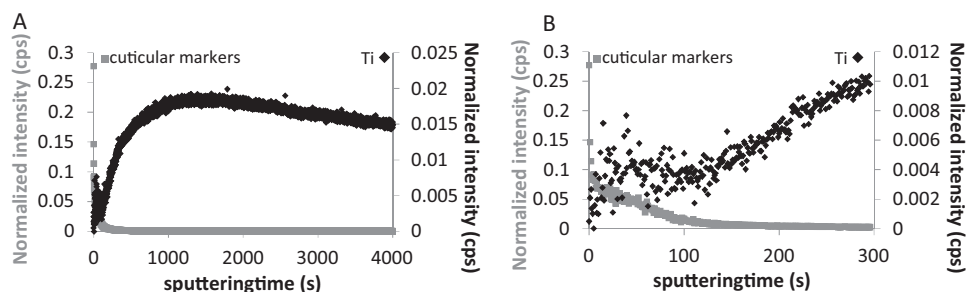 A
Normalized intensity (cps)
0.3
0.25
0.2
0.15
0.1
0.05
0
cuticular markers
Ti
0.025
0.02
0.015
0.01
0.005
0
Normalized intensity (cps)
0 1000 2000 3000 4000
sputteringtime (s)
B
Normalized intensity (cps)
0.3
0.25
0.2
0.15
0.1
0.05
0
cuticular markers
Ti
0.012
0.010
0.008
0.006
0.004
0.002
0
Normalized intensity (cps)
0 100 200 300
sputteringtime (s)